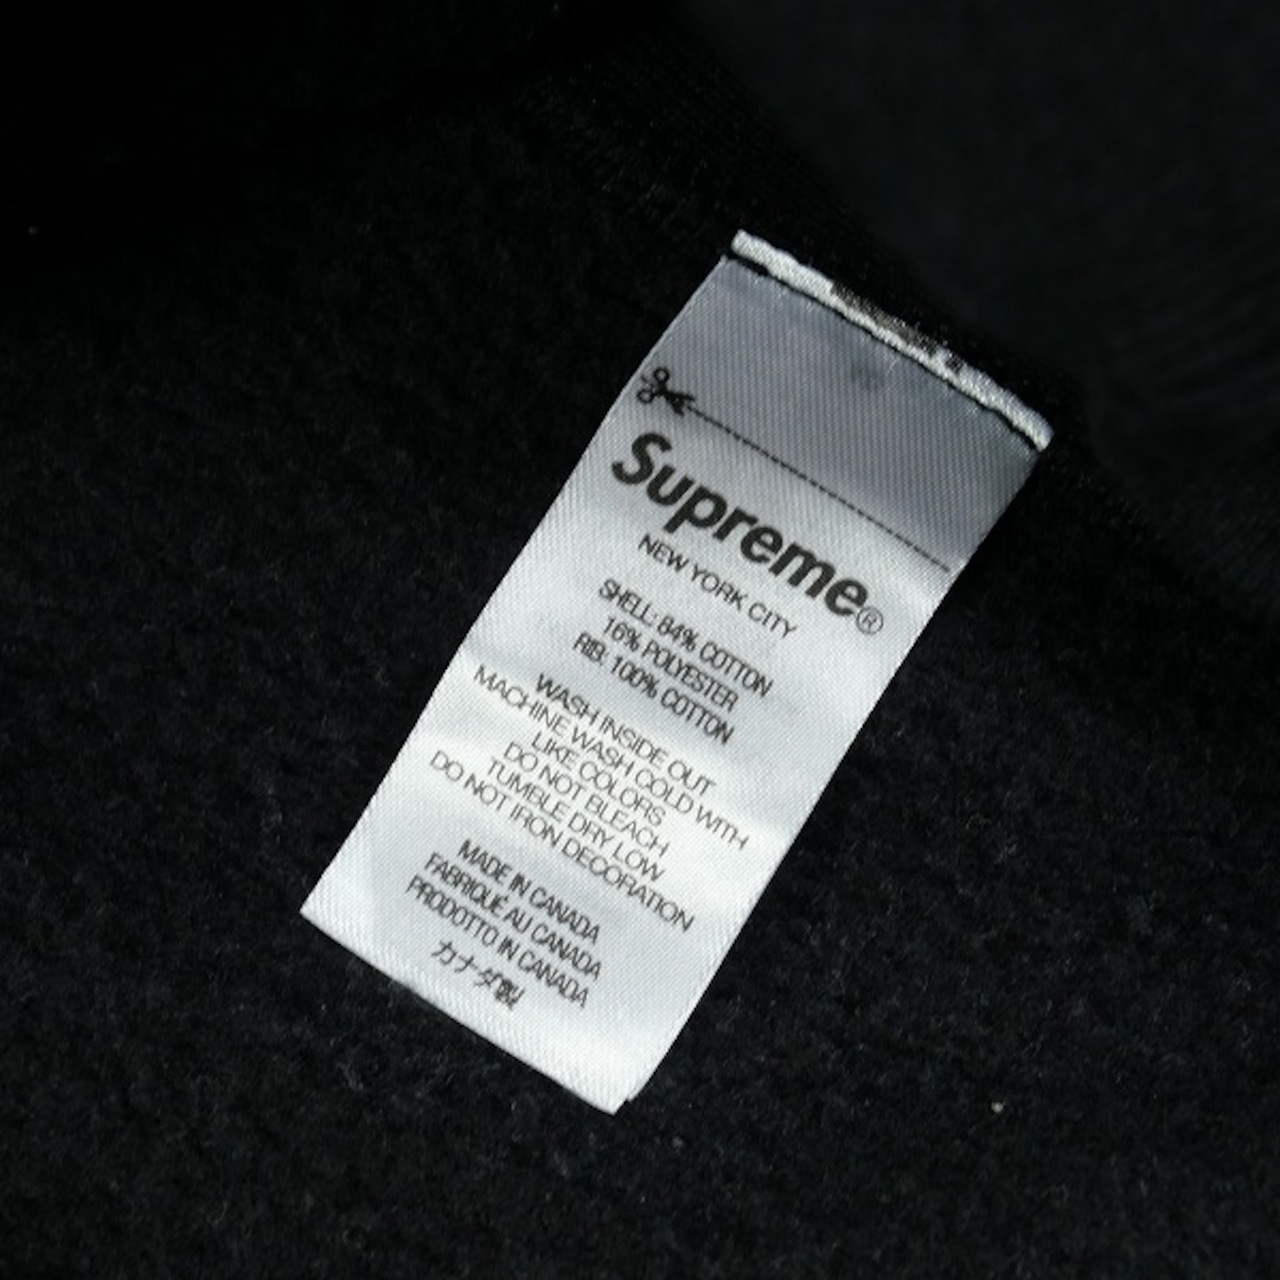 Supreme®
NEW YORK CITY
SHELL: 84% COTTON
16% POLYESTER
RIB: 100% COTTON
WASH INSIDE OUT
MACHINE WASH COLD WITH
LIKE COLORS
DO NOT BLEACH
TUMBLE DRY LOW
DO NOT IRON DECORATION
MADE IN CANADA
FABRIQUÉ AU CANADA
PRODOTTO IN CANADA
カナダ製